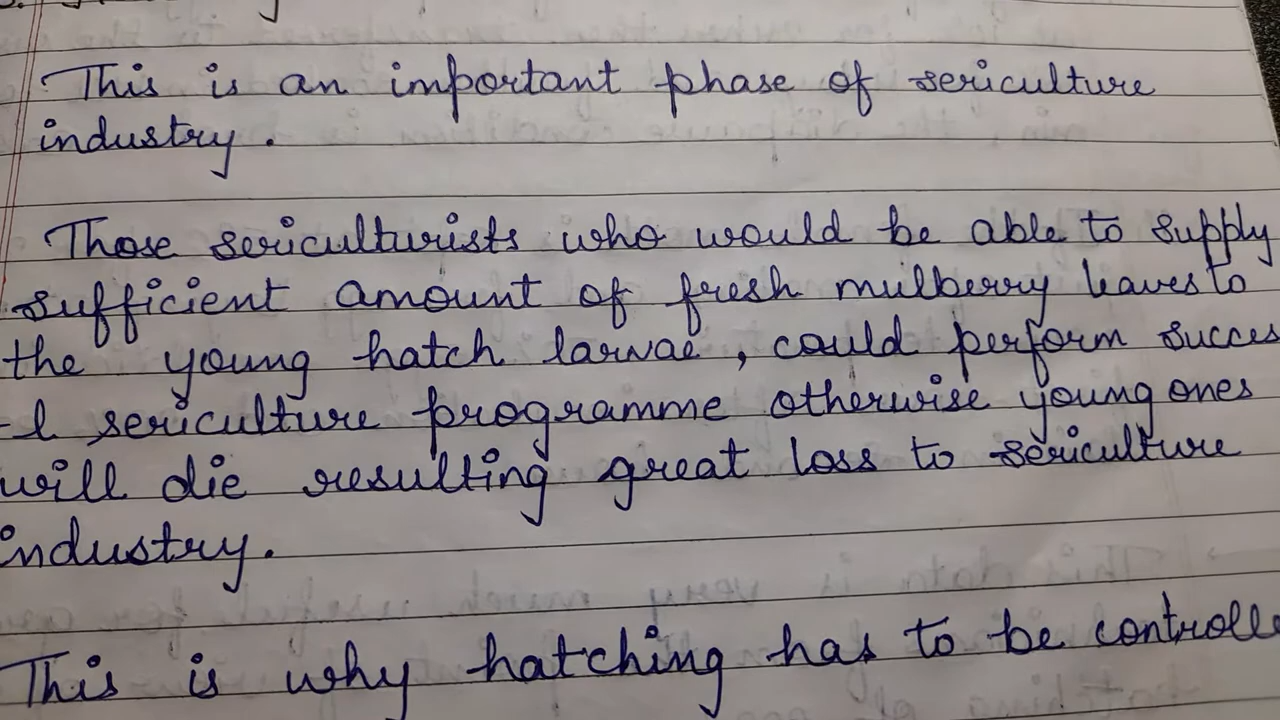 This is an important phase of sericulture
industry.
Those sericulturists who would be able to supply
sufficient amount of fresh mulberry leaves to
the young hatch larvae, could perform succes
-l sericulture programme otherwise young ones
will die resulting great loss to sericulture
industry.
This is why hatching has to be controlle